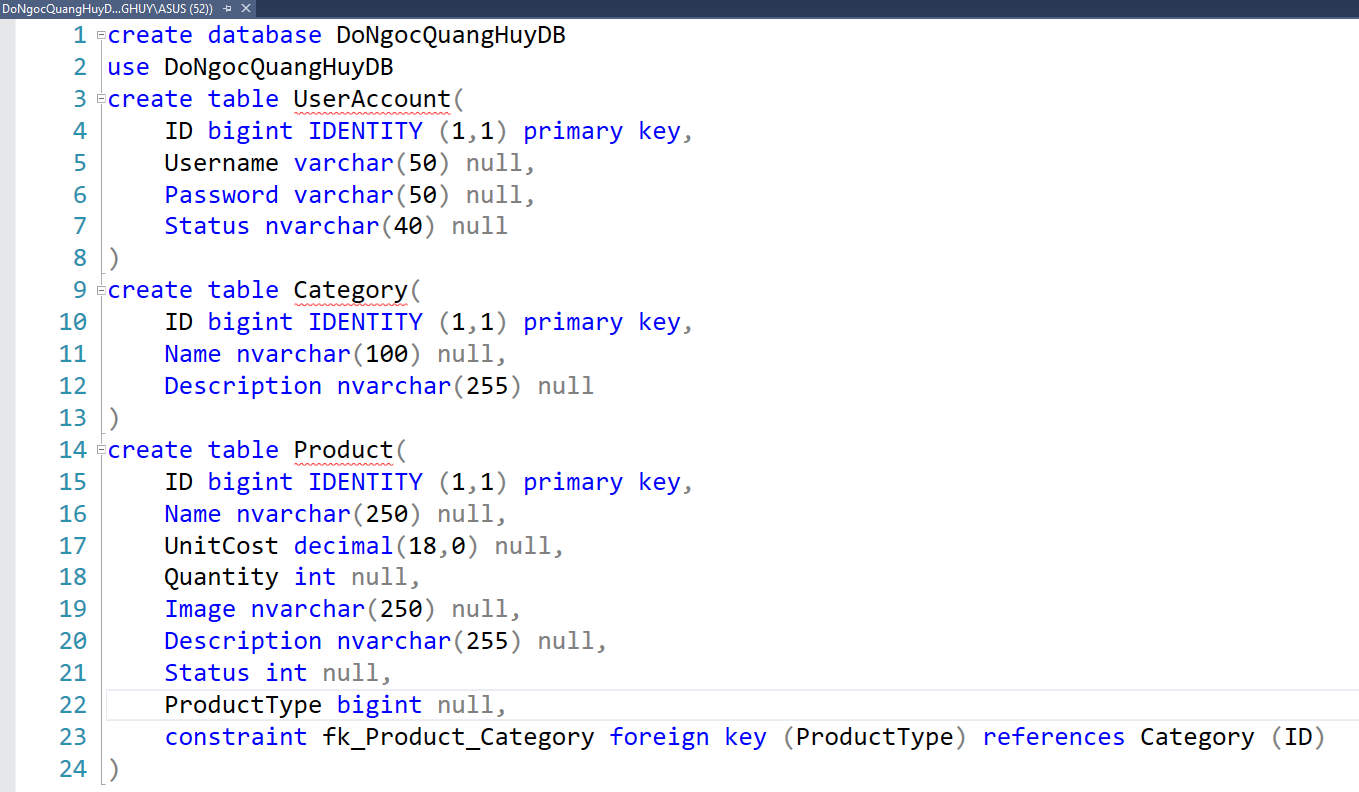 DoNgocQuangHuyD...GHUY\ASUS (52))
1 create database DoNgocQuangHuyDB
2 use DoNgocQuangHuyDB
3 create table UserAccount(
4 ID bigint IDENTITY (1,1) primary key,
5 Username varchar(50) null,
6 Password varchar(50) null,
7 Status nvarchar(40) null
8 )
9 create table Category(
10 ID bigint IDENTITY (1,1) primary key,
11 Name nvarchar(100) null,
12 Description nvarchar(255) null
13 )
14 create table Product(
15 ID bigint IDENTITY (1,1) primary key,
16 Name nvarchar(250) null,
17 UnitCost decimal(18,0) null,
18 Quantity int null,
19 Image nvarchar(250) null,
20 Description nvarchar(255) null,
21 Status int null,
22 ProductType bigint null,
23 constraint fk_Product_Category foreign key (ProductType) references Category (ID)
24 )